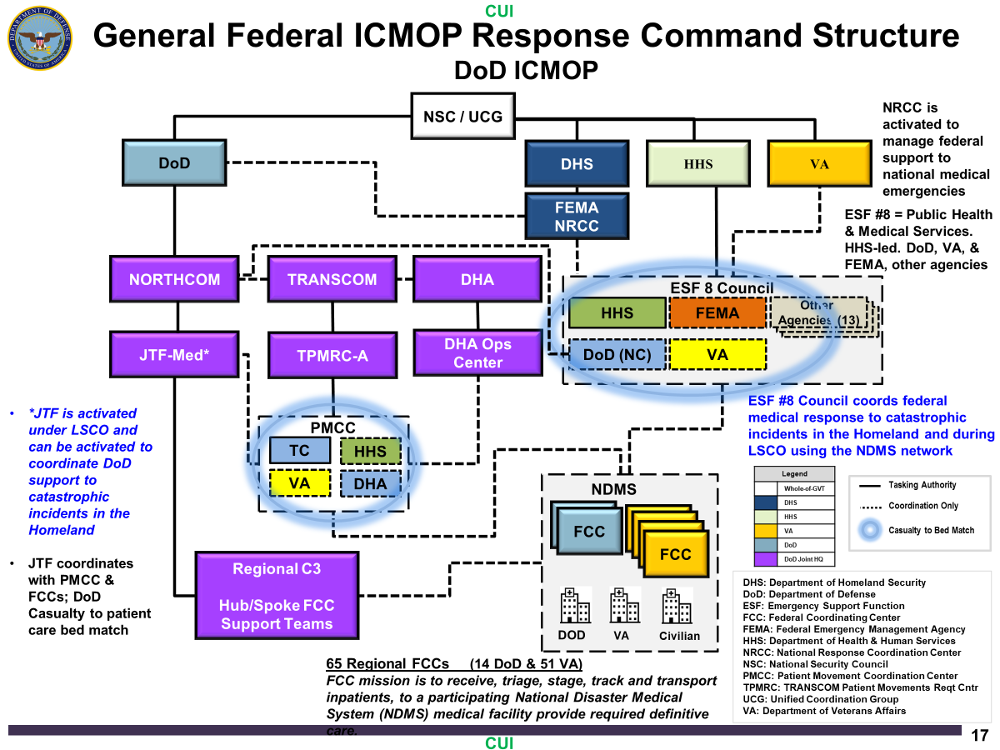 CUI
General Federal ICMOP Response Command Structure
DoD ICMOP
DEPARTMENT OF DEFENSE
UNITED STATES OF AMERICA
NSC / UCG
DoD
DHS
HHS
VA
FEMA
NRCC
NRCC is
activated to
manage federal
support to
national medical
emergencies
ESF #8 = Public Health
& Medical Services.
HHS-led. DoD, VA, &
FEMA, other agencies
NORTHCOM
TRANSCOM
DHA
JTF-Med*
TPMRC-A
DHA Ops
Center
ESF 8 Council
HHS
FEMA
Other
Agencies (13)
DoD (NC)
VA
ESF #8 Council coords federal
medical response to catastrophic
incidents in the Homeland and during
LSCO using the NDMS network
• *JTF is activated
under LSCO and
can be activated to
coordinate DoD
support to
catastrophic
incidents in the
Homeland
• JTF coordinates
with PMCC &
FCCs; DoD
Casualty to patient
care bed match
PMCC
TC
HHS
VA
DHA
Regional C3
Hub/Spoke FCC
Support Teams
NDMS
FCC
FCC
DOD
VA
Civilian
Legend
Whole-of-GVT
DHS
HHS
VA
DoD
DoD Joint HQ
Tasking Authority
Coordination Only
Casualty to Bed Match
DHS: Department of Homeland Security
DoD: Department of Defense
ESF: Emergency Support Function
FCC: Federal Coordinating Center
FEMA: Federal Emergency Management Agency
HHS: Department of Health & Human Services
NRCC: National Response Coordination Center
NSC: National Security Council
PMCC: Patient Movement Coordination Center
TPMRC: TRANSCOM Patient Movements Reqt Cntr
UCG: Unified Coordination Group
VA: Department of Veterans Affairs
65 Regional FCCs (14 DoD & 51 VA)
FCC mission is to receive, triage, stage, track and transport
inpatients, to a participating National Disaster Medical
System (NDMS) medical facility provide required definitive
care.
CUI
17